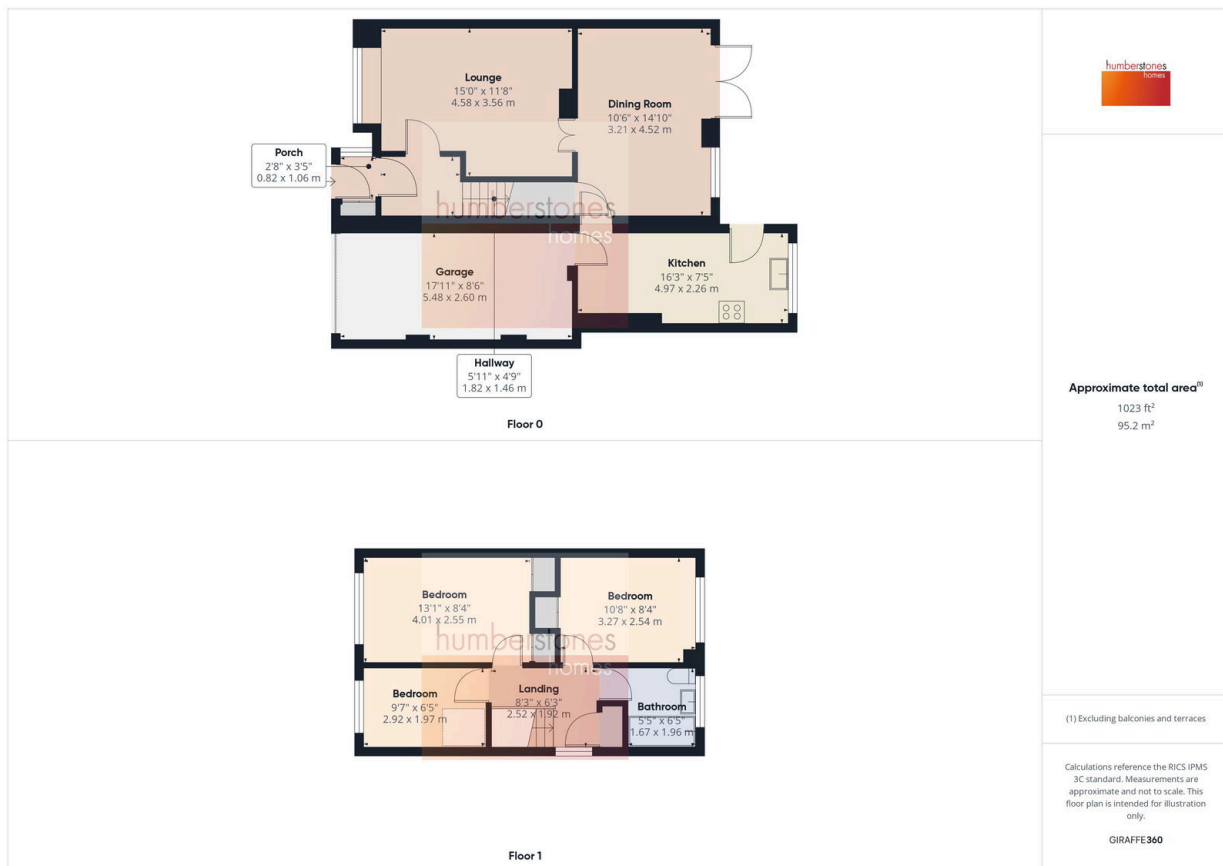 Lounge
15'0" x 11'8"
4.58 x 3.56 m
Dining Room
10'6" x 14'10"
3.21 x 4.52 m
Porch
2'8" x 3'5"
0.82 x 1.06 m
humberstones
homes
Garage
17'11" x 8'6"
5.48 x 2.60 m
Kitchen
16'3" x 7'5"
4.97 x 2.26 m
Hallway
5'11" x 4'9"
1.82 x 1.46 m
Floor 0
Bedroom
13'1" x 8'4"
4.01 x 2.55 m
Bedroom
10'8" x 8'4"
3.27 x 2.54 m
humberstones
homes
Bedroom
9'7" x 6'5"
2.92 x 1.97 m
Landing
8'3" x 6'3"
2.52 x 1.92 m
Bathroom
5'5" x 6'5"
1.67 x 1.96 m
Floor 1
humberstones
homes
Approximate total area(1)
1023 ft²
95.2 m²
(1) Excluding balconies and terraces
Calculations reference the RICS IPMS
3C standard. Measurements are
approximate and not to scale. This
floor plan is intended for illustration
only.
GIRAFFE360